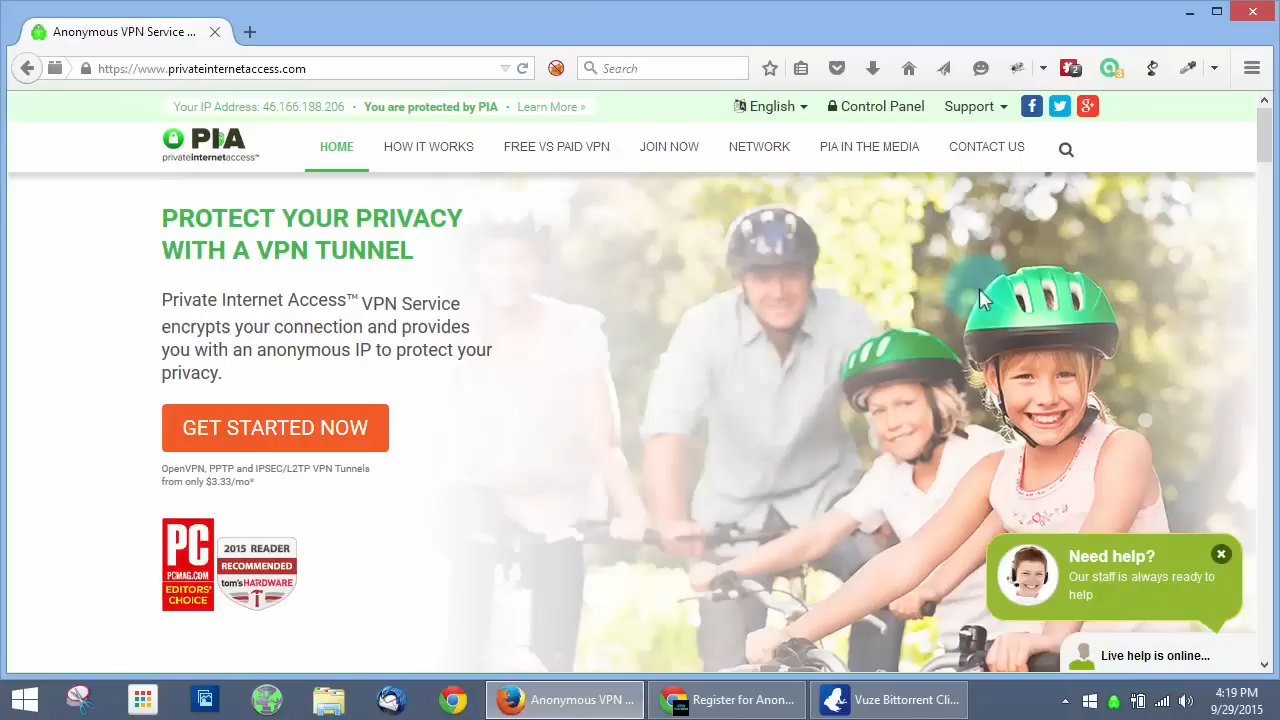 Anonymous VPN Service ...
https://www.privateinternetaccess.com
Search
2
3
Your IP Address: 46.166.188.206 · You are protected by PIA · Learn More »
English
Control Panel
Support
PIA
privateinternetaccess™
HOME
HOW IT WORKS
FREE VS PAID VPN
JOIN NOW
NETWORK
PIA IN THE MEDIA
CONTACT US
PROTECT YOUR PRIVACY
WITH A VPN TUNNEL
Private Internet Access™ VPN Service
encrypts your connection and provides
you with an anonymous IP to protect your
privacy.
GET STARTED NOW
OpenVPN, PPTP and IPSEC/L2TP VPN Tunnels
from only $3.33/mo*
PC
PCMAG.COM
EDITORS'
CHOICE
2015 READER
RECOMMENDED
tom's HARDWARE
Need help?
Our staff is always ready to
help
Live help is online...
Anonymous VPN ...
Register for Anon...
Vuze Bittorrent Cli...
4:19 PM
9/29/2015